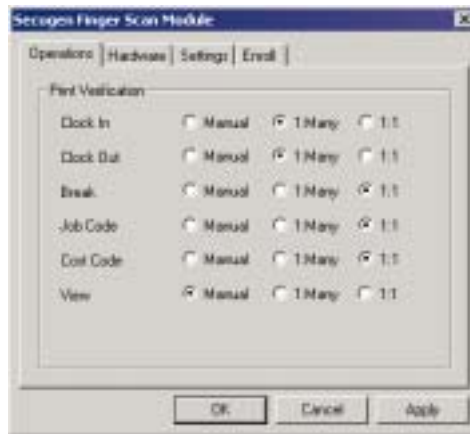 Secugen Finger Scan Module
Operations Hardware Settings Enroll
Print Verification
Clock In Manual 1:Many 1:1
Clock Out Manual 1:Many 1:1
Break Manual 1:Many 1:1
Job Code Manual 1:Many 1:1
Cost Code Manual 1:Many 1:1
View Manual 1:Many 1:1
OK Cancel Apply